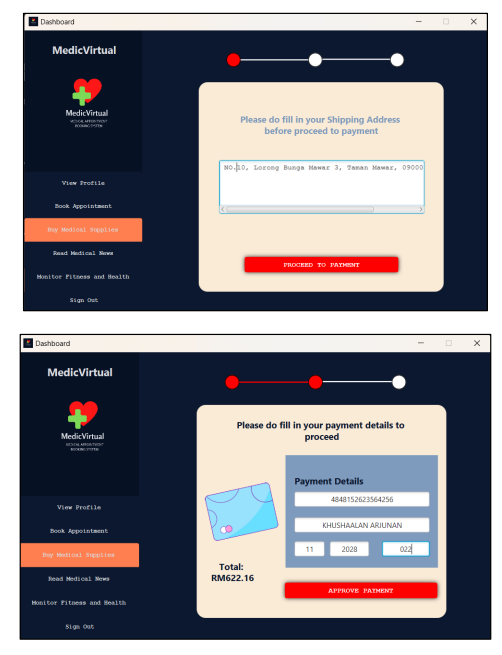 Dashboard
MedicVirtual
MedicVirtual
MEDICAL APPOINTMENT
BOOKING SYSTEM
View Profile
Book Appointment
Buy Medical Supplies
Read Medical News
Monitor Fitness and Health
Sign Out
Please do fill in your Shipping Address
before proceed to payment
NO.10, Lorong Bunga Mawar 3, Taman Mawar, 09000
PROCEED TO PAYMENT
Dashboard
MedicVirtual
MedicVirtual
MEDICAL APPOINTMENT
BOOKING SYSTEM
View Profile
Book Appointment
Buy Medical Supplies
Read Medical News
Monitor Fitness and Health
Sign Out
Please do fill in your payment details to
proceed
Payment Details
4848152623564256
KHUSHAALAN ARJUNAN
11 2028 022
Total:
RM622.16
APPROVE PAYMENT